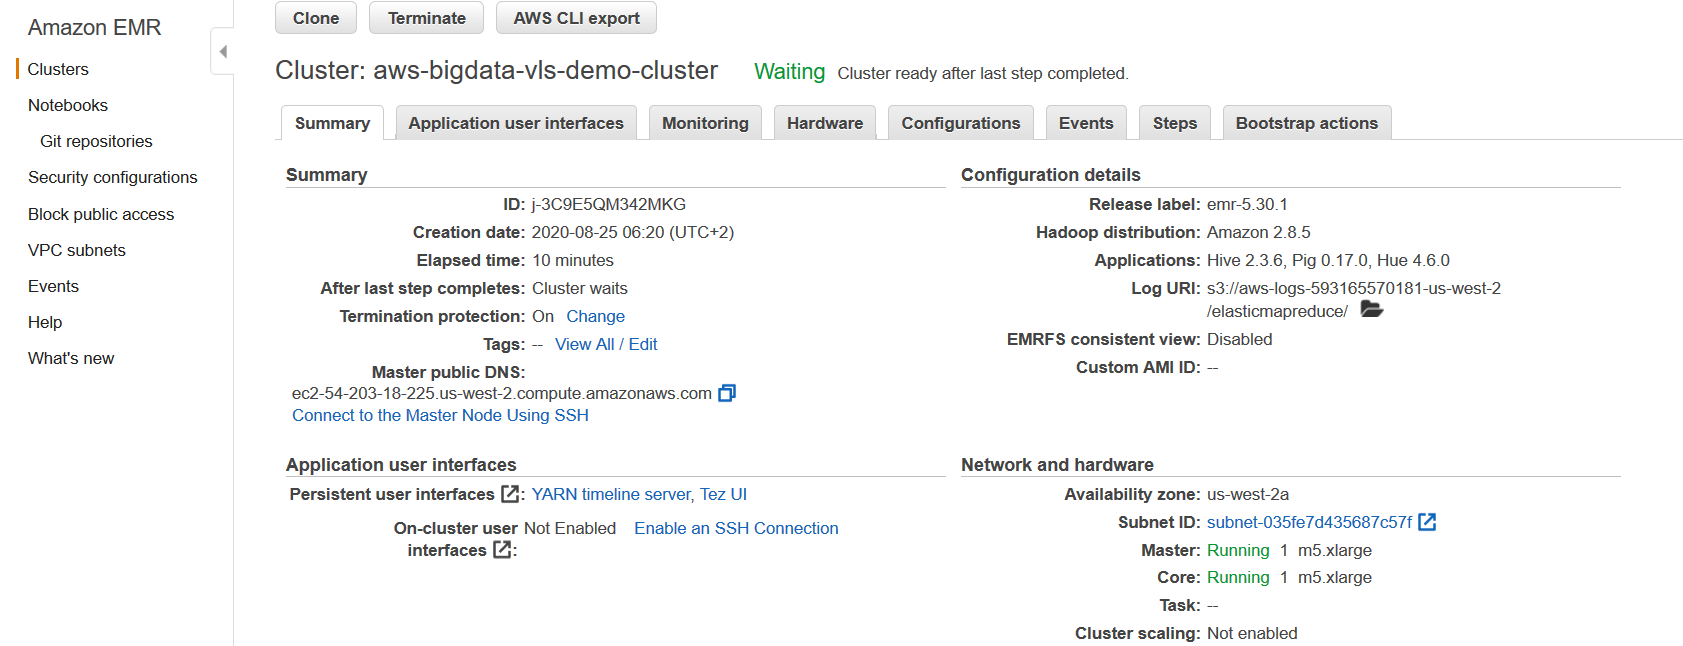 Amazon EMR
Clusters
Notebooks
Git repositories
Security configurations
Block public access
VPC subnets
Events
Help
What's new
Clone Terminate AWS CLI export
Cluster: aws-bigdata-vls-demo-cluster Waiting Cluster ready after last step completed.
Summary Application user interfaces Monitoring Hardware Configurations Events Steps Bootstrap actions
Summary
ID: j-3C9E5QM342MKG
Creation date: 2020-08-25 06:20 (UTC+2)
Elapsed time: 10 minutes
After last step completes: Cluster waits
Termination protection: On Change
Tags: -- View All / Edit
Master public DNS:
ec2-54-203-18-225.us-west-2.compute.amazonaws.com
Connect to the Master Node Using SSH
Configuration details
Release label: emr-5.30.1
Hadoop distribution: Amazon 2.8.5
Applications: Hive 2.3.6, Pig 0.17.0, Hue 4.6.0
Log URI: s3://aws-logs-593165570181-us-west-2
/elasticmapreduce/
EMRFS consistent view: Disabled
Custom AMI ID: --
Application user interfaces
Persistent user interfaces : YARN timeline server, Tez UI
On-cluster user Not Enabled Enable an SSH Connection
interfaces :
Network and hardware
Availability zone: us-west-2a
Subnet ID: subnet-035fe7d435687c57f
Master: Running 1 m5.xlarge
Core: Running 1 m5.xlarge
Task: --
Cluster scaling: Not enabled